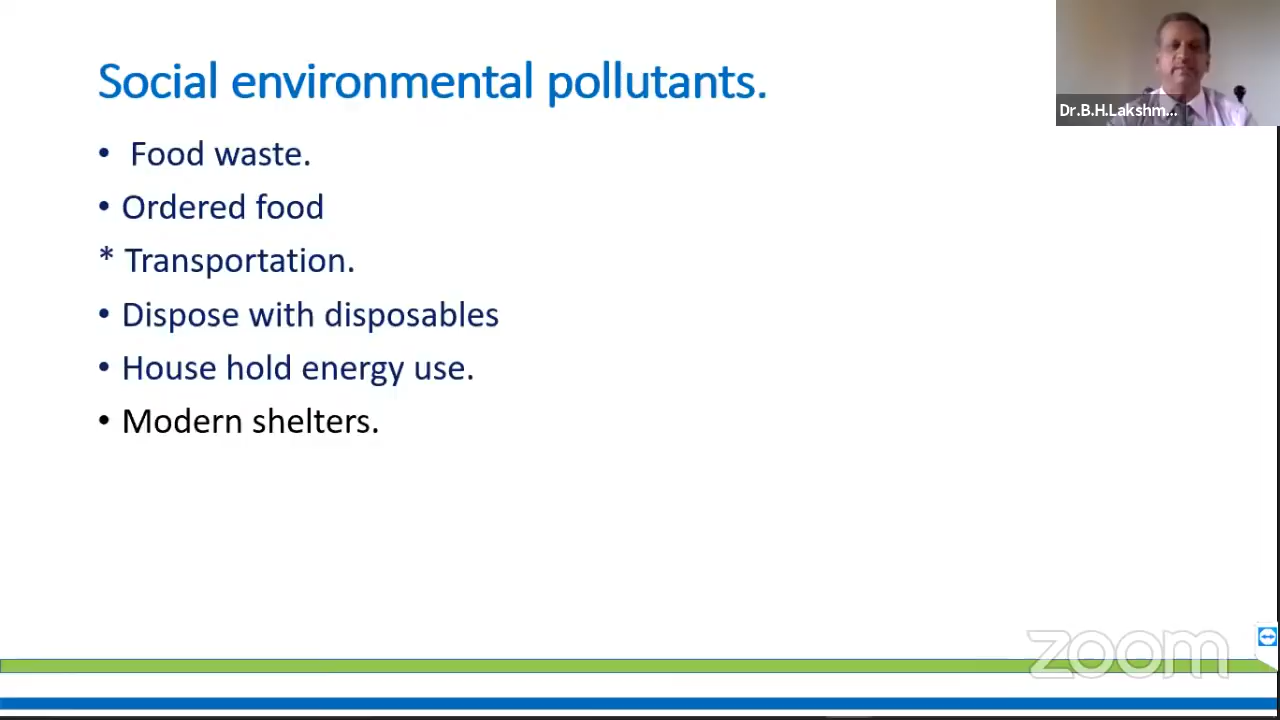 Social environmental pollutants.
• Food waste.
• Ordered food
* Transportation.
• Dispose with disposables
• House hold energy use.
• Modern shelters.
Dr.B.H.Lakshm...
zoom